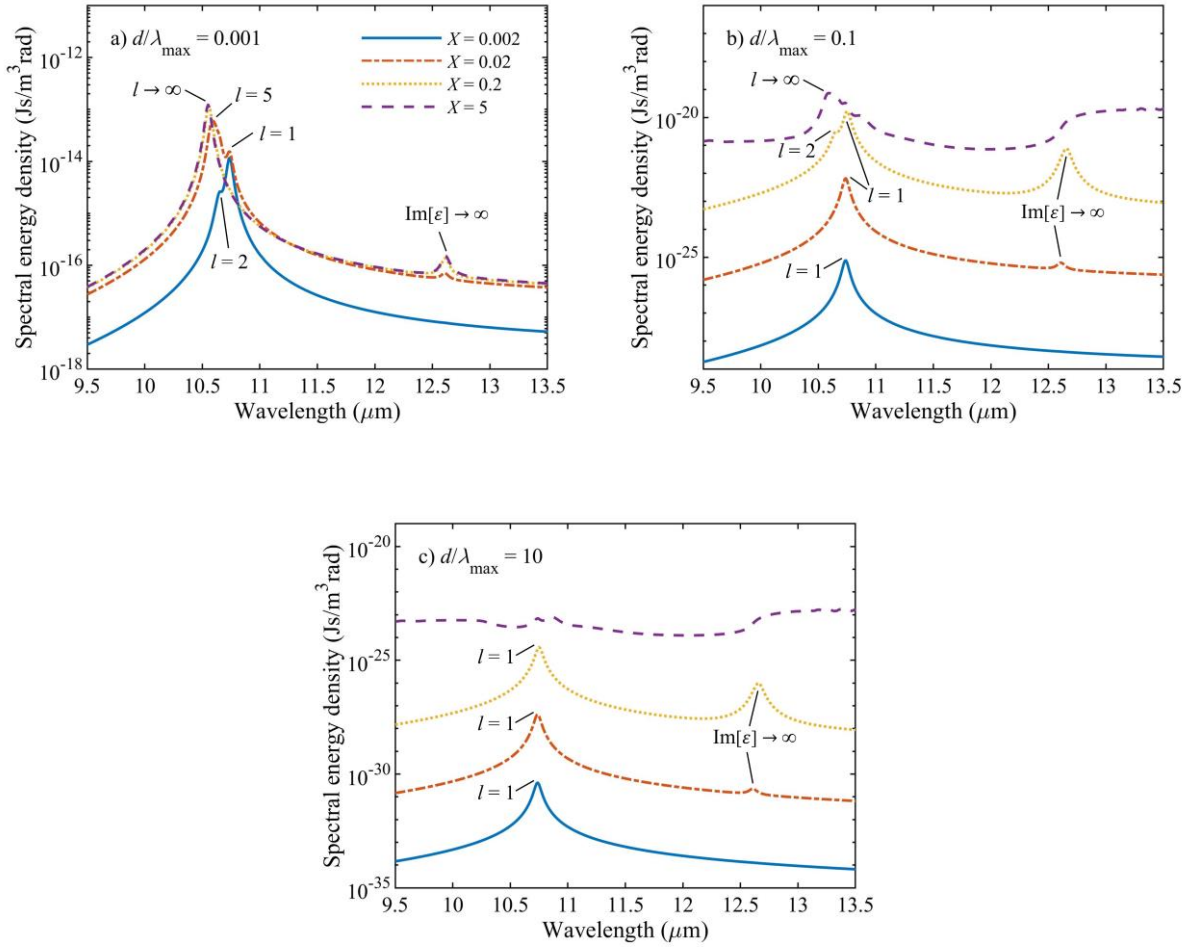 a) d/λmax = 0.001
X = 0.002
X = 0.02
X = 0.2
X = 5
l → ∞
l = 5
l = 1
l = 2
Im[ε] → ∞
10⁻¹²
10⁻¹⁴
10⁻¹⁶
10⁻¹⁸
Spectral energy density (Js/m³rad)
9.5 10 10.5 11 11.5 12 12.5 13 13.5
Wavelength (μm)
b) d/λmax = 0.1
l → ∞
l = 2
l = 1
Im[ε] → ∞
l = 1
10⁻²⁰
10⁻²⁵
Spectral energy density (Js/m³rad)
9.5 10 10.5 11 11.5 12 12.5 13 13.5
Wavelength (μm)
c) d/λmax = 10
l = 1
l = 1
Im[ε] → ∞
l = 1
10⁻²⁰
10⁻²⁵
10⁻³⁰
10⁻³⁵
Spectral energy density (Js/m³rad)
9.5 10 10.5 11 11.5 12 12.5 13 13.5
Wavelength (μm)